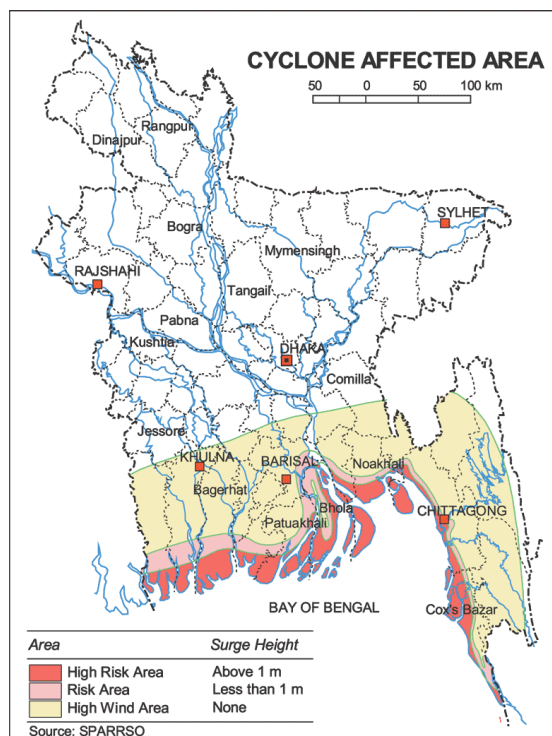 CYCLONE AFFECTED AREA
50 0 50 100 km
Rangpur
Dinajpur
SYLHET
Bogra
Mymensingh
RAJSHAHI
Tangail
Pabna
Kushtia
DHAKA
Comilla
Jessore
KHULNA
BARISAL
Noakhali
Bagerhat
Bhola
CHITTAGONG
Patuakhali
BAY OF BENGAL
Cox's Bazar
Area Surge Height
High Risk Area Above 1 m
Risk Area Less than 1 m
High Wind Area None
Source: SPARRSO